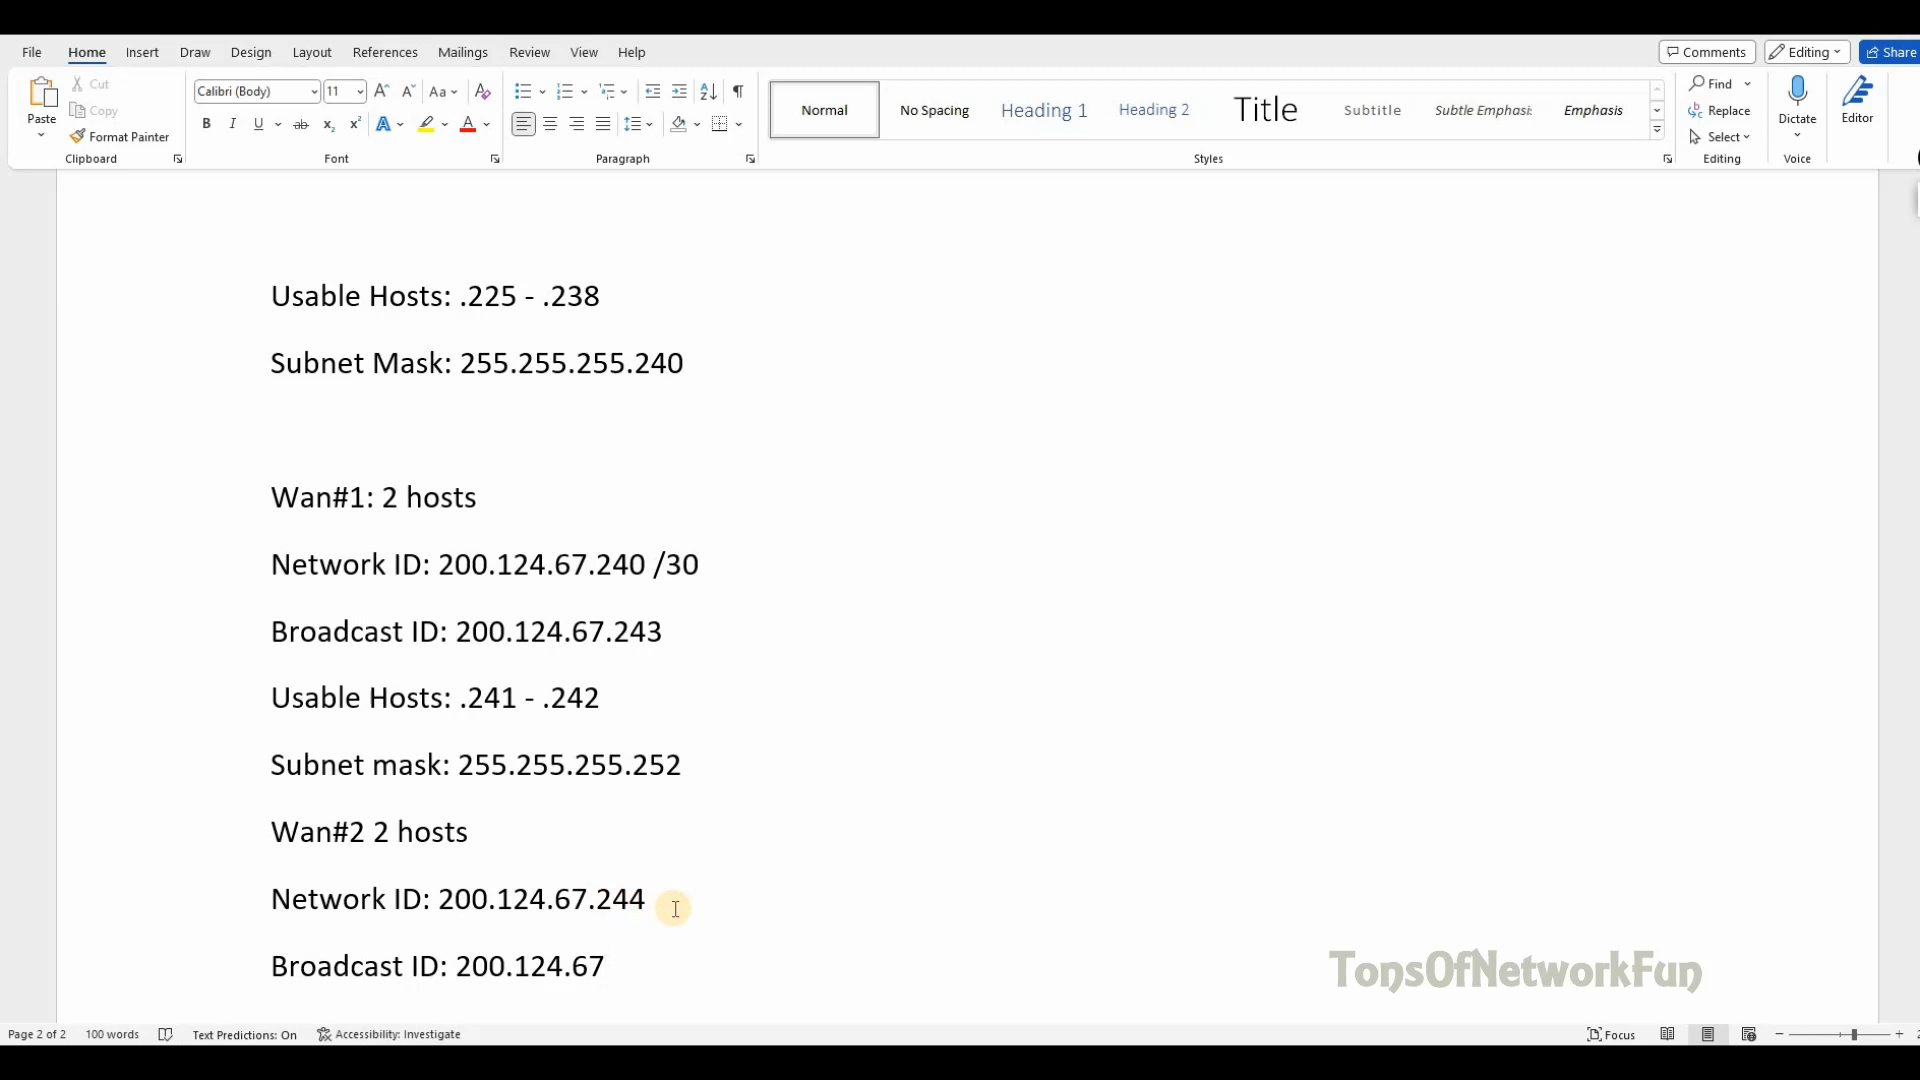 File Home Insert Draw Design Layout References Mailings Review View Help Comments Editing Share
Paste Cut Copy Format Painter Clipboard
Calibri (Body) 11 Aa Font
Paragraph
Normal No Spacing Heading 1 Heading 2 Title Subtitle Subtle Emphasi: Emphasis Styles
Find Replace Select Editing
Dictate Voice
Editor
Usable Hosts: .225 - .238
Subnet Mask: 255.255.255.240
Wan#1: 2 hosts
Network ID: 200.124.67.240 /30
Broadcast ID: 200.124.67.243
Usable Hosts: .241 - .242
Subnet mask: 255.255.255.252
Wan#2 2 hosts
Network ID: 200.124.67.244
Broadcast ID: 200.124.67
TonsOfNetworkFun
Page 2 of 2 100 words Text Predictions: On Accessibility: Investigate Focus